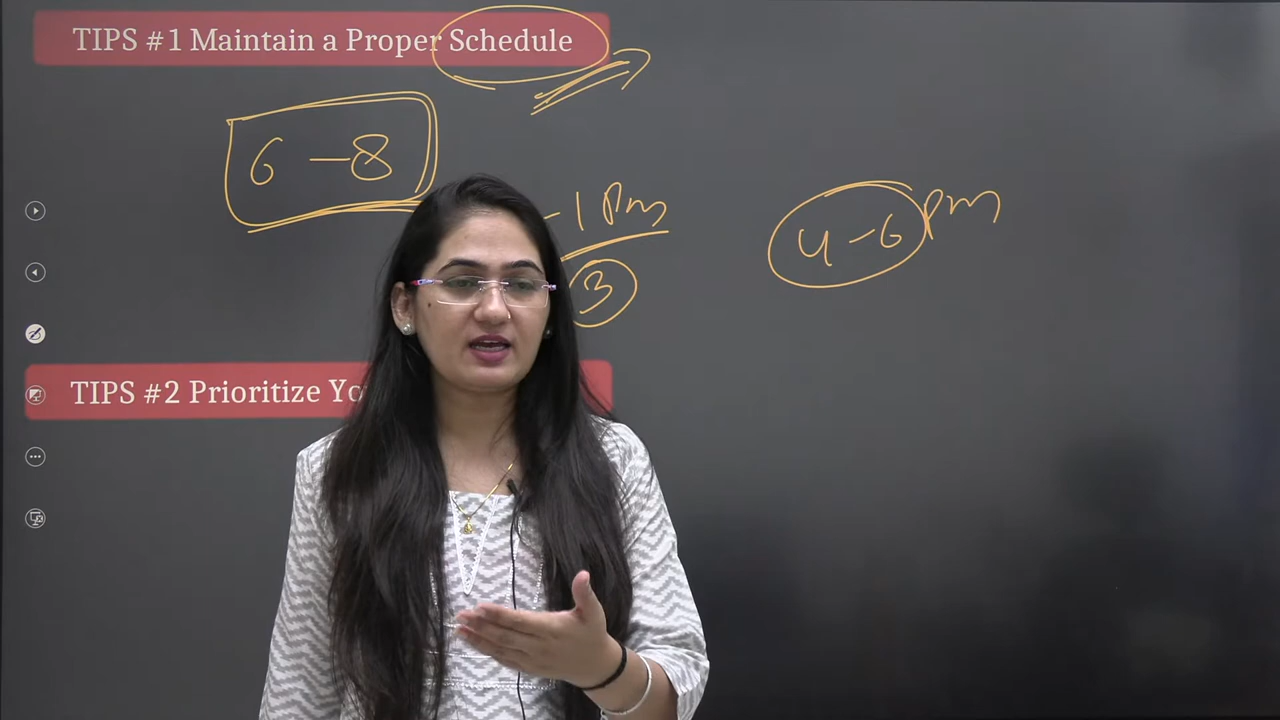 TIPS #1 Maintain a Proper Schedule
6 – 8
– 1 Pm
4 – 6 Pm
3
TIPS #2 Prioritize Yo